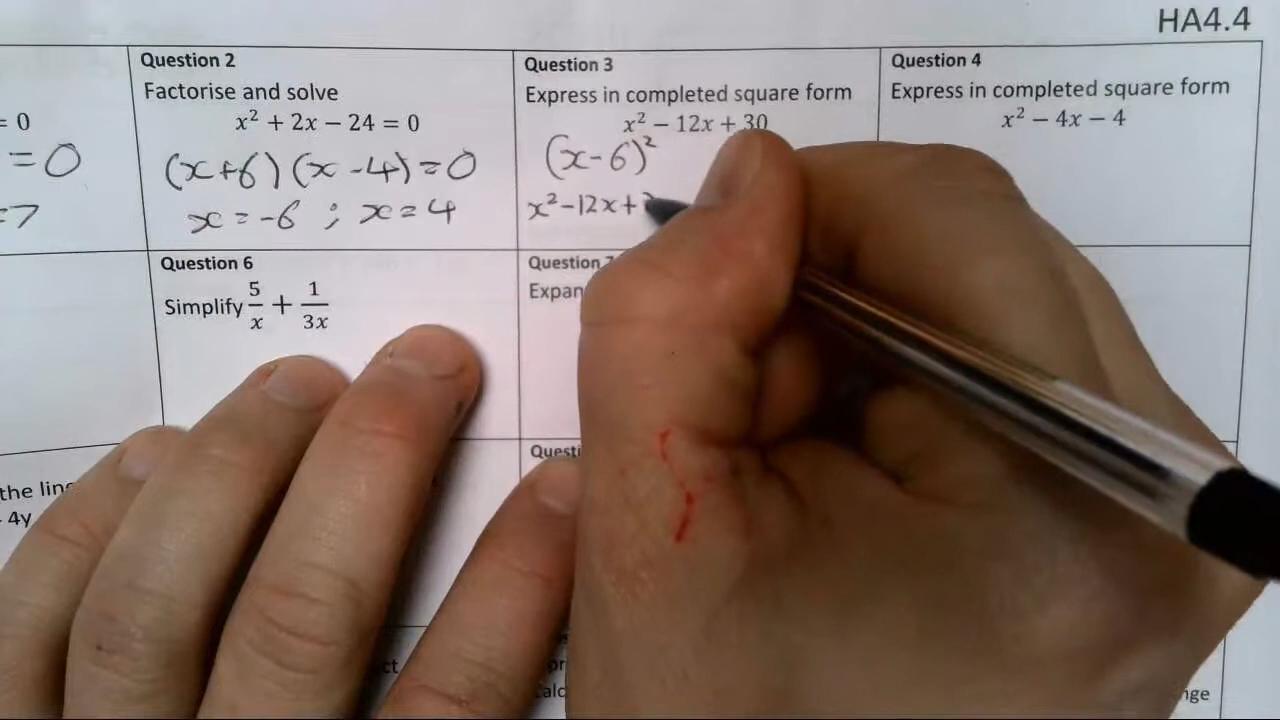 HA4.4
= 0
= 0
=7
Question 2
Factorise and solve
x² + 2x − 24 = 0
(x+6)(x-4)=0
x = -6 ; x = 4
Question 3
Express in completed square form
x² − 12x + 30
(x-6)²
x²-12x+
Question 4
Express in completed square form
x² − 4x − 4
Question 6
Simplify 5/x + 1/3x
Question
Expan
the line
4y
Questi
ct